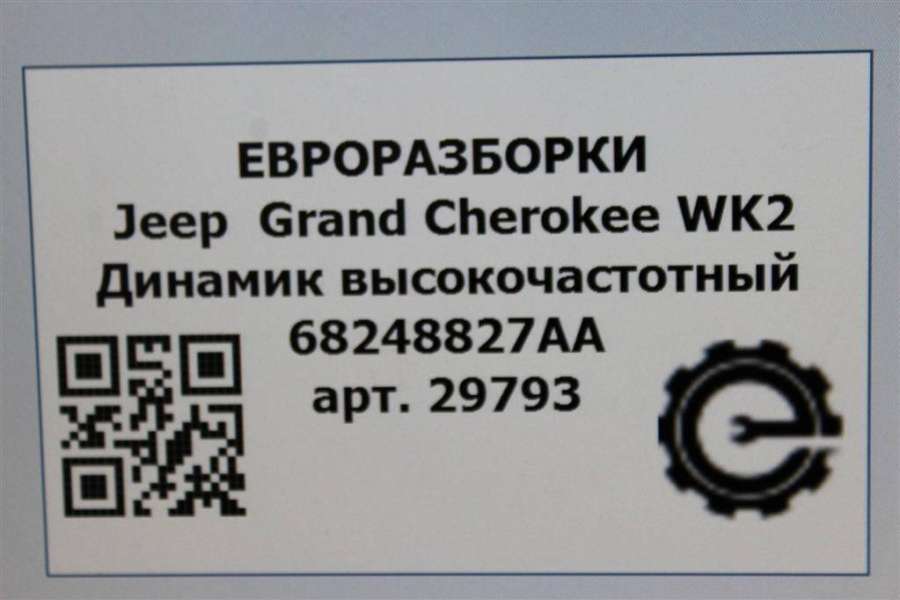 ЕВРОРАЗБОРКИ
Jeep Grand Cherokee WK2
Динамик высокочастотный
68248827AA
арт. 29793